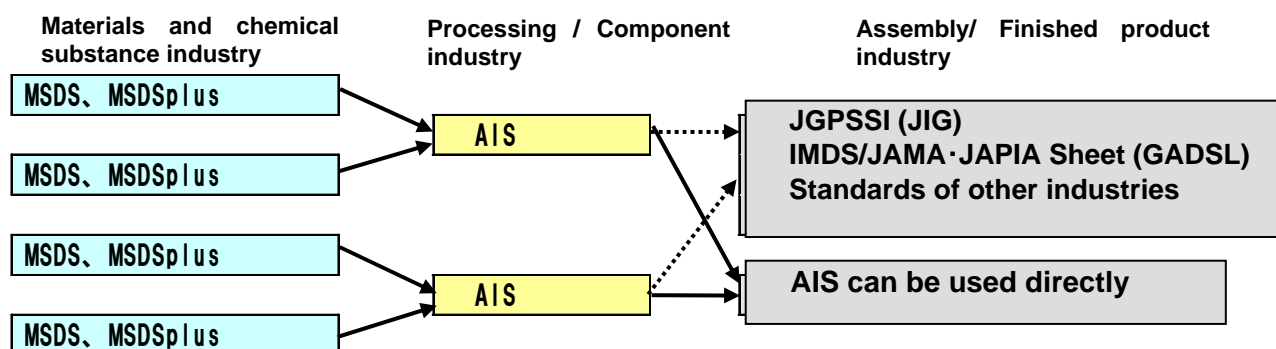 Materials and chemical
substance industry
Processing / Component
industry
Assembly/ Finished product
industry
MSDS、MSDSplus
MSDS、MSDSplus
MSDS、MSDSplus
MSDS、MSDSplus
AIS
AIS
JGPSSI (JIG)
IMDS/JAMA･JAPIA Sheet (GADSL)
Standards of other industries
AIS can be used directly